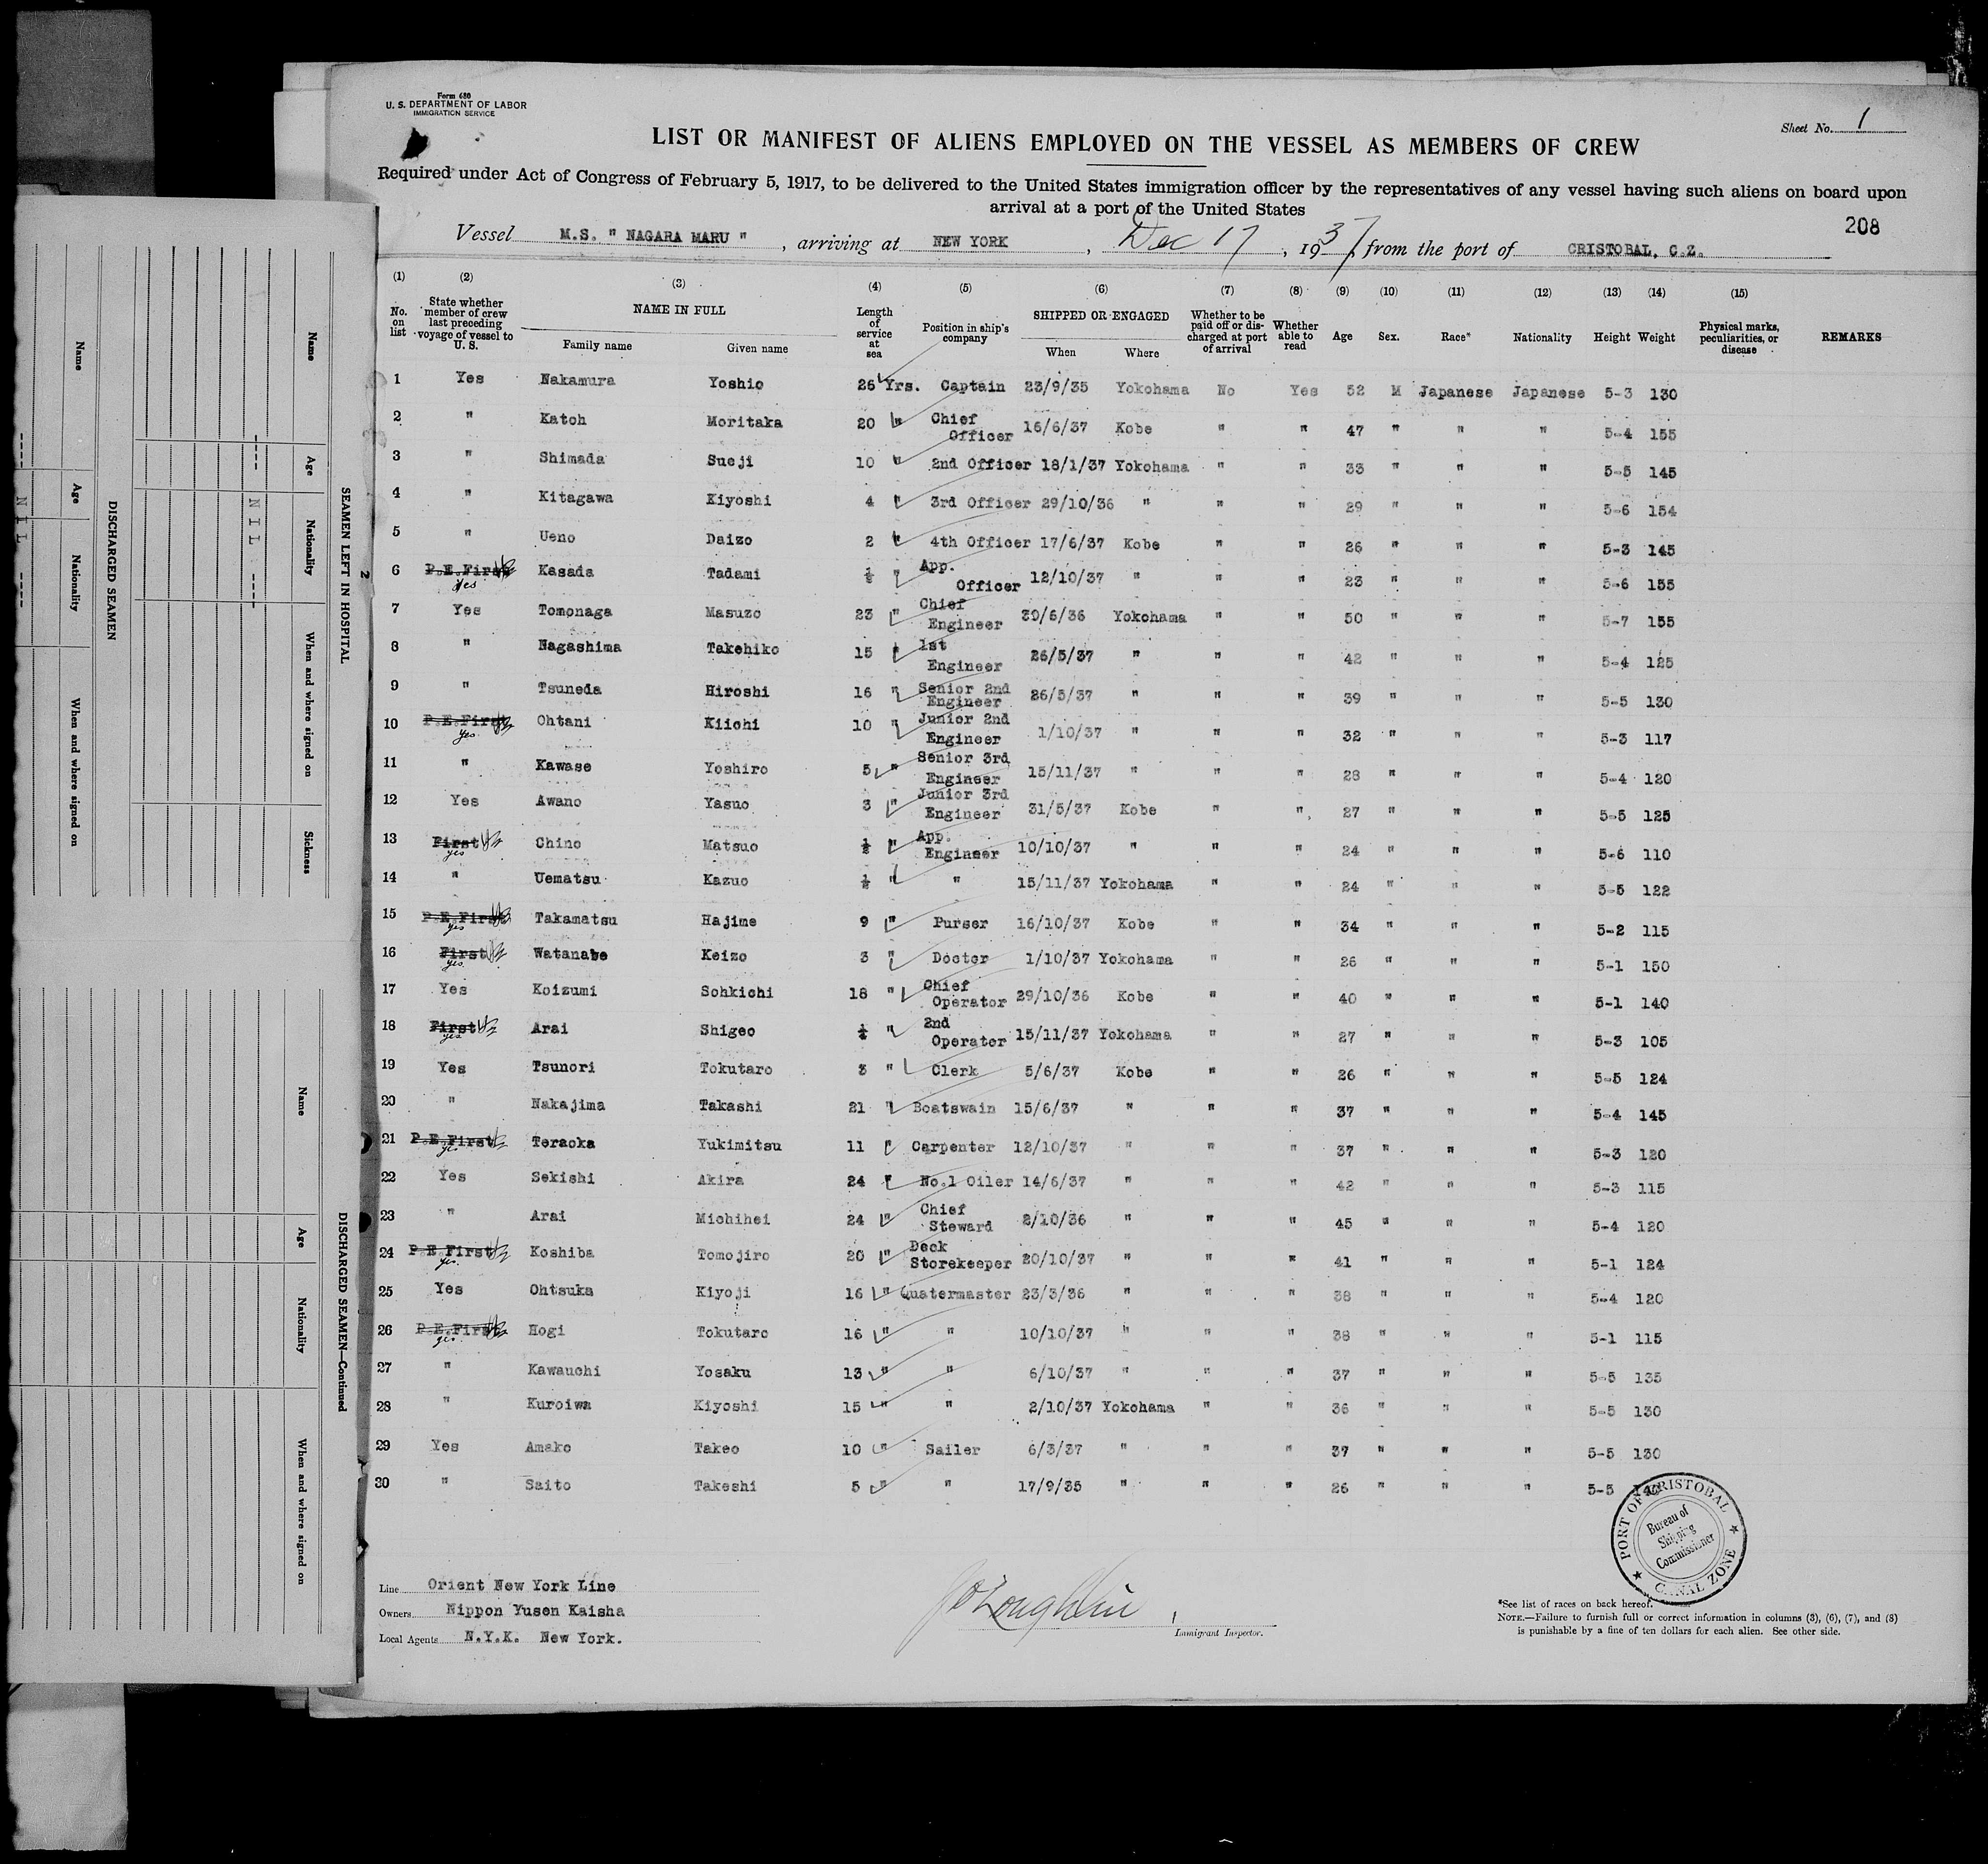 Form 680
U. S. DEPARTMENT OF LABOR
IMMIGRATION SERVICE
Sheet No. 1
LIST OR MANIFEST OF ALIENS EMPLOYED ON THE VESSEL AS MEMBERS OF CREW
Required under Act of Congress of February 5, 1917, to be delivered to the United States immigration officer by the representatives of any vessel having such aliens on board upon
arrival at a port of the United States
208
Vessel M.S. " NAGARA MARU " , arriving at NEW YORK , Dec 17 , 1937, from the port of CRISTOBAL, C.Z.
(1) (2) (3) (4) (5) (6) (7) (8) (9) (10) (11) (12) (13) (14) (15)
No. on list State whether member of crew last preceding voyage of vessel to U. S. NAME IN FULL Family name Given name Length of service at sea Position in ship's company SHIPPED OR ENGAGED When Where Whether to be paid off or discharged at port of arrival Whether able to read Age Sex. Race* Nationality Height Weight Physical marks, peculiarities, or disease REMARKS
1 Yes Nakamura Yoshio 26 Yrs. Captain 23/9/35 Yokohama No Yes 52 M Japanese Japanese 5-3 130
2 " Katoh Moritaka 20 " Chief Officer 16/6/37 Kobe " " 47 " " " 5-4 155
3 " Shimada Sueji 10 " 2nd Officer 18/1/37 Yokohama " " 33 " " " 5-5 145
4 " Kitagawa Kiyoshi 4 " 3rd Officer 29/10/36 " " " 29 " " " 5-6 154
5 " Ueno Daizo 2 " 4th Officer 17/6/37 Kobe " " 26 " " " 5-3 145
6 P.E.First Yes Kasada Tadami " App. Officer 12/10/37 " " " 23 " " " 5-6 155
7 Yes Tomonaga Masuzo 23 " Chief Engineer 30/6/36 Yokohama " " 50 " " " 5-7 155
8 " Nagashima Takehiko 15 " 1st Engineer 26/5/37 " " " 42 " " " 5-4 125
9 " Tsuneda Hiroshi 16 " Senior 2nd Engineer 26/5/37 " " " 39 " " " 5-5 130
10 P.E.First yes Ohtani Kiichi 10 " Junior 2nd Engineer 1/10/37 " " " 32 " " " 5-3 117
11 " Kawase Yoshiro 5 " Senior 3rd Engineer 15/11/37 " " " 28 " " " 5-4 120
12 Yes Awano Yasuo 3 " Junior 3rd Engineer 31/5/37 Kobe " " 27 " " " 5-5 125
13 First yes Chino Matsuo ½ " App. Engineer 10/10/37 " " " 24 " " " 5-6 110
14 " Uematsu Kazuo ½ " " 15/11/37 Yokohama " " 24 " " " 5-5 122
15 P.E.First yes Takamatsu Hajime 9 " Purser 16/10/37 Kobe " " 34 " " " 5-2 115
16 First yes Watanabe Keizo 3 " Doctor 1/10/37 Yokohama " " 26 " " " 5-1 150
17 Yes Koizumi Sohkichi 18 " Chief Operator 29/10/36 Kobe " " 40 " " " 5-1 140
18 First yes Arai Shigeo " 2nd Operator 15/11/37 Yokohama " " 27 " " " 5-3 105
19 Yes Tsunori Tokutaro 3 " Clerk 5/6/37 Kobe " " 26 " " " 5-5 124
20 " Nakajima Takashi 21 " Boatswain 15/6/37 " " " 37 " " " 5-4 145
21 P.E.First yes Teraoka Yukimitsu 11 " Carpenter 12/10/37 " " " 37 " " " 5-3 120
22 Yes Sekishi Akira 24 " No.1 Oiler 14/6/37 " " " 42 " " " 5-3 115
23 " Arai Michihei 24 " Chief Steward 2/10/36 " " " 45 " " " 5-4 120
24 P.E.First yes Koshiba Tomojiro 20 " Deck Storekeeper 20/10/37 " " " 41 " " " 5-1 124
25 Yes Ohtsuka Kiyoji 16 " Quatermaster 23/3/36 " " " 38 " " " 5-4 120
26 P.E.First yes Hogi Tokutaro 16 " " 10/10/37 " " " 38 " " " 5-1 115
27 " Kawauchi Yosaku 13 " " 6/10/37 " " " 37 " " " 5-5 135
28 " Kuroiwa Kiyoshi 15 " " 2/10/37 Yokohama " " 36 " " " 5-5 130
29 Yes Amako Takeo 10 " Sailer 6/3/37 " " " 37 " " " 5-5 130
30 " Saito Takeshi 5 " " 17/9/35 " " " 26 " " " 5-5
PORT OF CRISTOBAL
Bureau of
Shipping
Commissioner
CANAL ZONE
Line Orient New York Line
Owners Nippon Yusen Kaisha
Local Agents N.Y.K. New York.
JO'Loughlin
Immigrant Inspector.
*See list of races on back hereof.
NOTE.—Failure to furnish full or correct information in columns (3), (6), (7), and (8)
is punishable by a fine of ten dollars for each alien. See other side.
SEAMEN LEFT IN HOSPITAL
Name Age Nationality When and where signed on Sickness
--- NIL ---
DISCHARGED SEAMEN
Name Age Nationality When and where signed on
--- NIL ---
DISCHARGED SEAMEN—Continued
Name Age Nationality When and where signed on
2